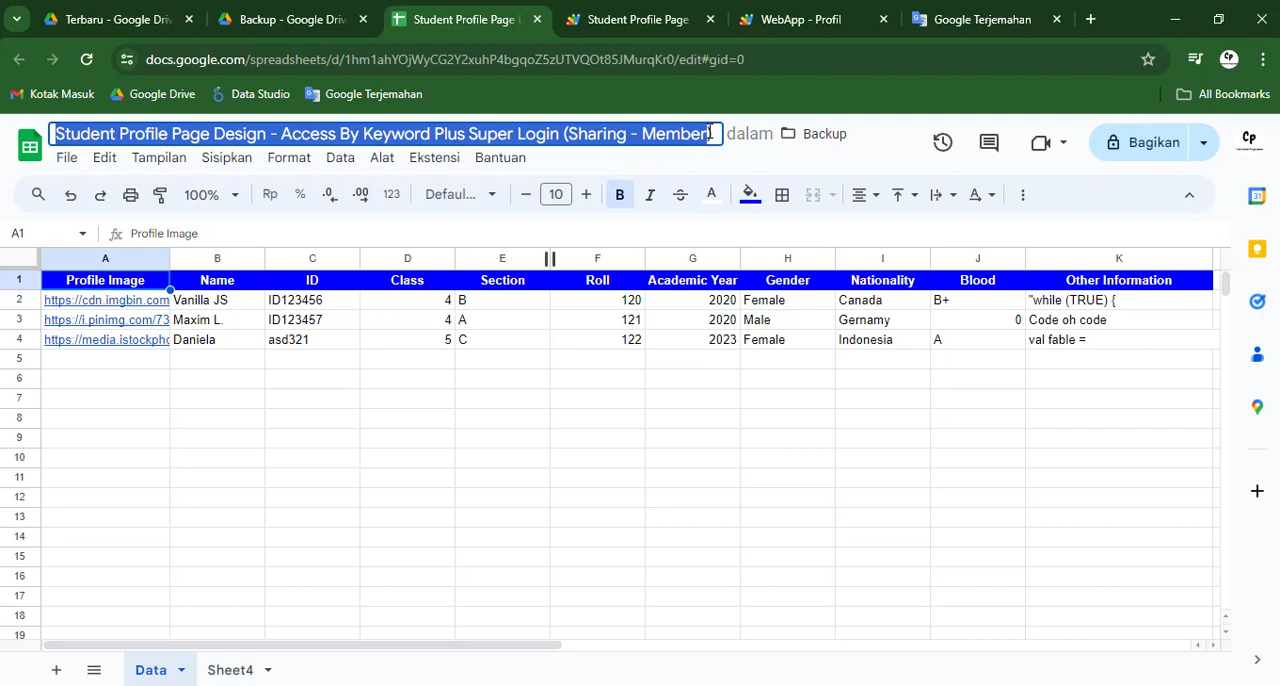 Terbaru - Google Driv
Backup - Google Drive
Student Profile Page
Student Profile Page
WebApp - Profil
Google Terjemahan
docs.google.com/spreadsheets/d/1hm1ahYOjWyCG2Y2xuhP4bgqoZ5zUTVQOt85JMurqKr0/edit#gid=0
Kotak Masuk
Google Drive
Data Studio
Google Terjemahan
All Bookmarks
Student Profile Page Design - Access By Keyword Plus Super Login (Sharing - Member) dalam Backup
File Edit Tampilan Sisipkan Format Data Alat Ekstensi Bantuan
Bagikan
100% Rp % .0 .00 123 Defaul... 10 B I A
A1 Profile Image
A B C D E F G H I J K
1 Profile Image Name ID Class Section Roll Academic Year Gender Nationality Blood Other Information
2 https://cdn.imgbin.com Vanilla JS ID123456 4 B 120 2020 Female Canada B+ "while (TRUE) {
3 https://i.pinimg.com/73 Maxim L. ID123457 4 A 121 2020 Male Gernamy 0 Code oh code
4 https://media.istockpho Daniela asd321 5 C 122 2023 Female Indonesia A val fable =
5
6
7
8
9
10
11
12
13
14
15
16
17
18
19
Data Sheet4